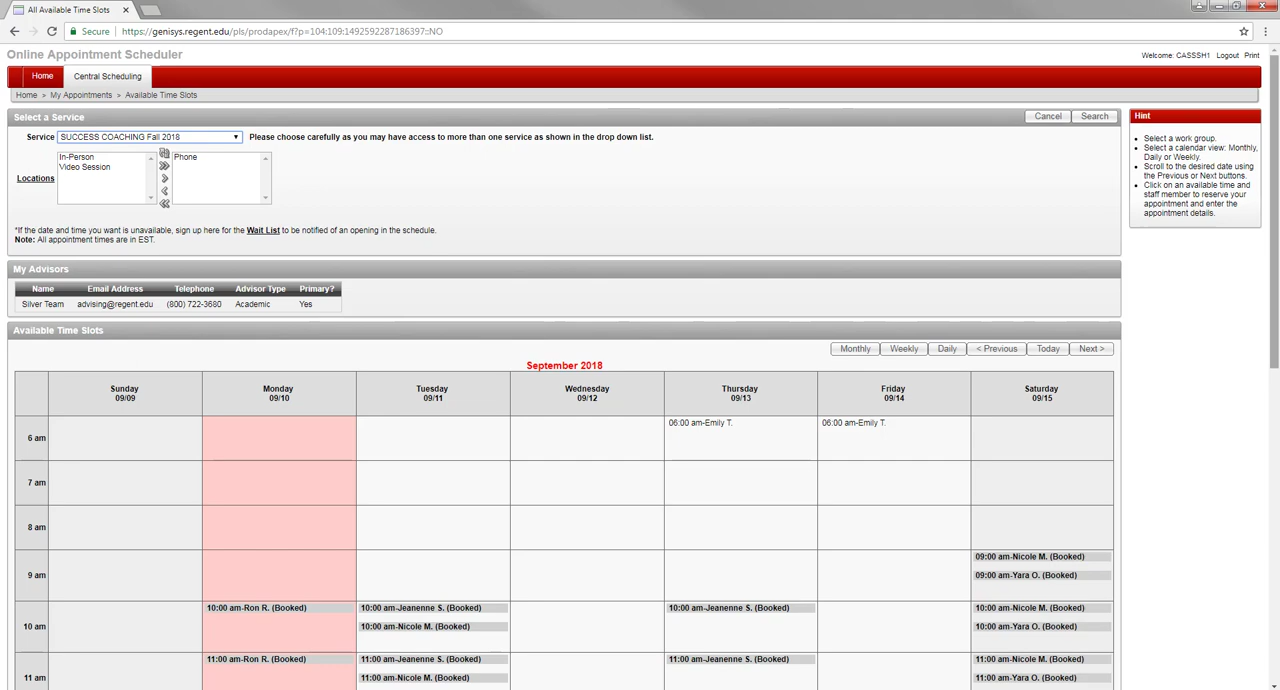 All Available Time Slots
Secure https://genisys.regent.edu/pls/prodapex/f?p=104:109:1492592287186397::NO
Online Appointment Scheduler
Welcome: CASSSH1 Logout Print
Home Central Scheduling
Home > My Appointments > Available Time Slots
Select a Service Cancel Search
Service SUCCESS COACHING Fall 2018 Please choose carefully as you may have access to more than one service as shown in the drop down list.
Locations
In-Person
Video Session
Phone
*If the date and time you want is unavailable, sign up here for the Wait List to be notified of an opening in the schedule.
Note: All appointment times are in EST.
Hint
Select a work group.
Select a calendar view: Monthly,
Daily or Weekly.
Scroll to the desired date using
the Previous or Next buttons.
Click on an available time and
staff member to reserve your
appointment and enter the
appointment details.
My Advisors
Name Email Address Telephone Advisor Type Primary?
Silver Team advising@regent.edu (800) 722-3680 Academic Yes
Available Time Slots
Monthly Weekly Daily < Previous Today Next >
September 2018
Sunday Monday Tuesday Wednesday Thursday Friday Saturday
09/09 09/10 09/11 09/12 09/13 09/14 09/15
06:00 am-Emily T. 06:00 am-Emily T.
6 am
7 am
8 am
09:00 am-Nicole M. (Booked)
9 am 09:00 am-Yara O. (Booked)
10:00 am-Ron R. (Booked) 10:00 am-Jeanenne S. (Booked) 10:00 am-Jeanenne S. (Booked) 10:00 am-Nicole M. (Booked)
10 am 10:00 am-Nicole M. (Booked) 10:00 am-Yara O. (Booked)
11:00 am-Ron R. (Booked) 11:00 am-Jeanenne S. (Booked) 11:00 am-Jeanenne S. (Booked) 11:00 am-Nicole M. (Booked)
11 am 11:00 am-Nicole M. (Booked) 11:00 am-Yara O. (Booked)